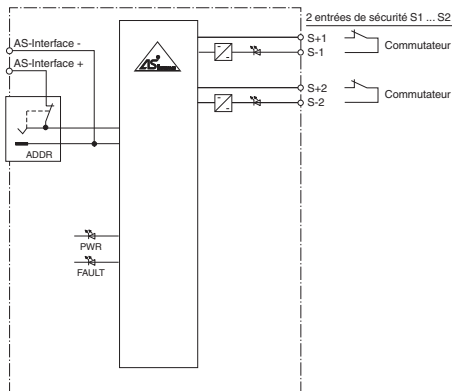 2 entrées de sécurité S1 ... S2
AS-Interface -
AS-Interface +
S+1
S-1
Commutateur
S+2
S-2
Commutateur
ADDR
PWR
FAULT